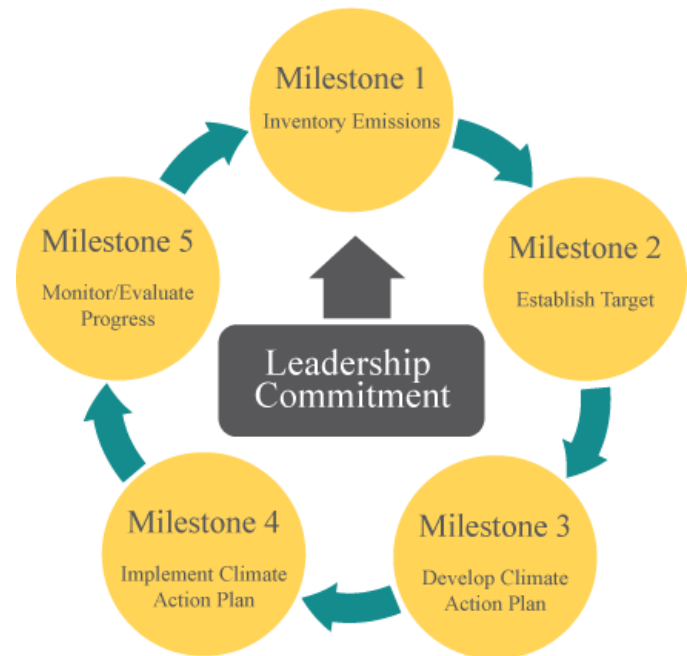 Milestone 1
Inventory Emissions
Milestone 2
Establish Target
Milestone 3
Develop Climate
Action Plan
Milestone 4
Implement Climate
Action Plan
Milestone 5
Monitor/Evaluate
Progress
Leadership
Commitment